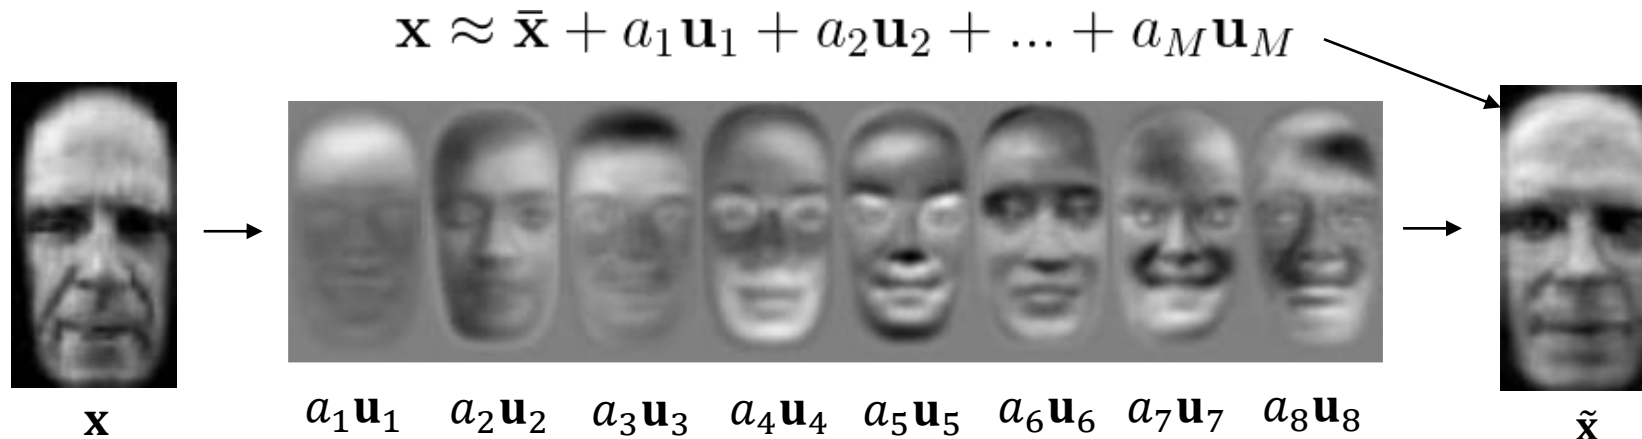 𝐱 ≈ 𝐱̄ + a₁𝐮₁ + a₂𝐮₂ + ... + a_M𝐮_M
𝐱 a₁𝐮₁ a₂𝐮₂ a₃𝐮₃ a₄𝐮₄ a₅𝐮₅ a₆𝐮₆ a₇𝐮₇ a₈𝐮₈ 𝐱̃